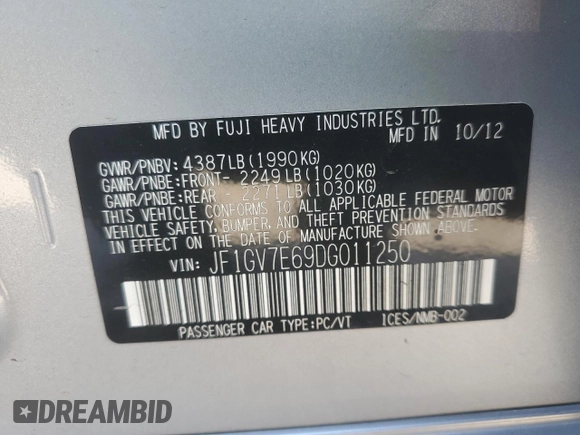 MFD BY FUJI HEAVY INDUSTRIES LTD.
MFD IN 10/12
GVWR/PNBV: 4387LB(1990KG)
GAWR/PNBE:FRONT- 2249LB(1020KG)
GAWR/PNBE:REAR - 2271LB(1030KG)
THIS VEHICLE CONFORMS TO ALL APPLICABLE FEDERAL MOTOR
VEHICLE SAFETY,BUMPER, AND THEFT PREVENTION STANDARDS
IN EFFECT ON THE DATE OF MANUFACTURE SHOWN ABOVE.
VIN: JF1GV7E69DG011250
PASSENGER CAR TYPE:PC/VT ICES/NMB-002
DREAMBID